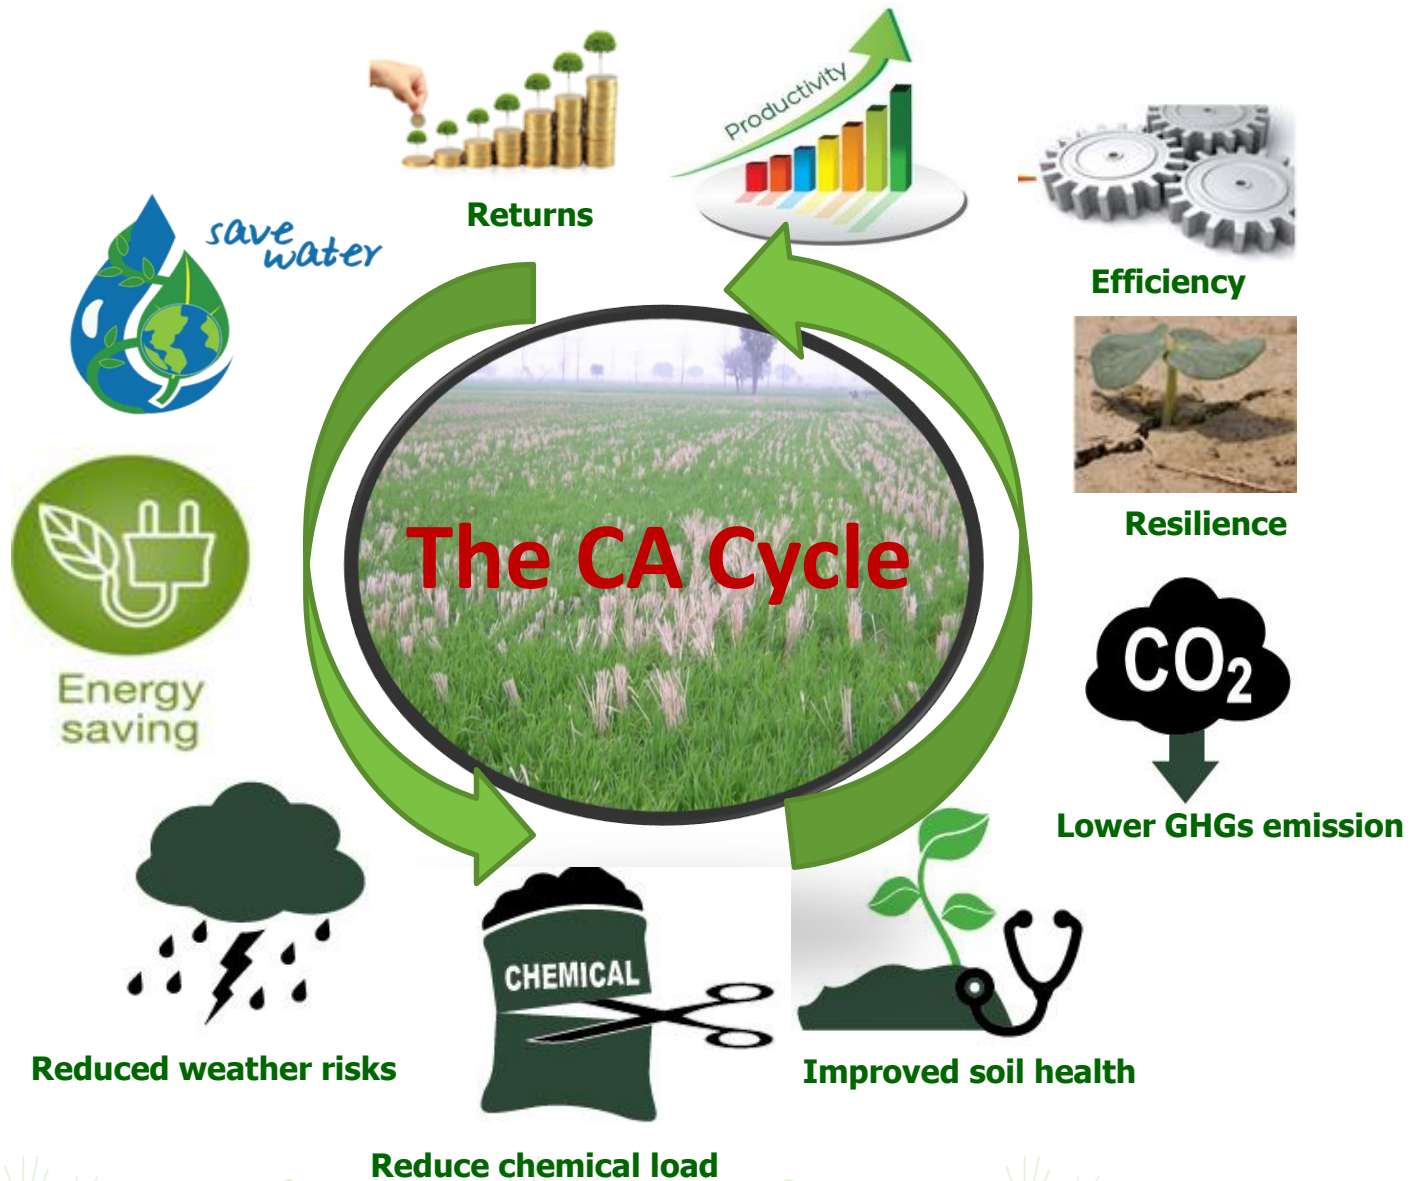 Productivity
Returns
Efficiency
save
water
The CA Cycle
Resilience
Energy
saving
CO₂
Lower GHGs emission
CHEMICAL
Reduced weather risks
Improved soil health
Reduce chemical load